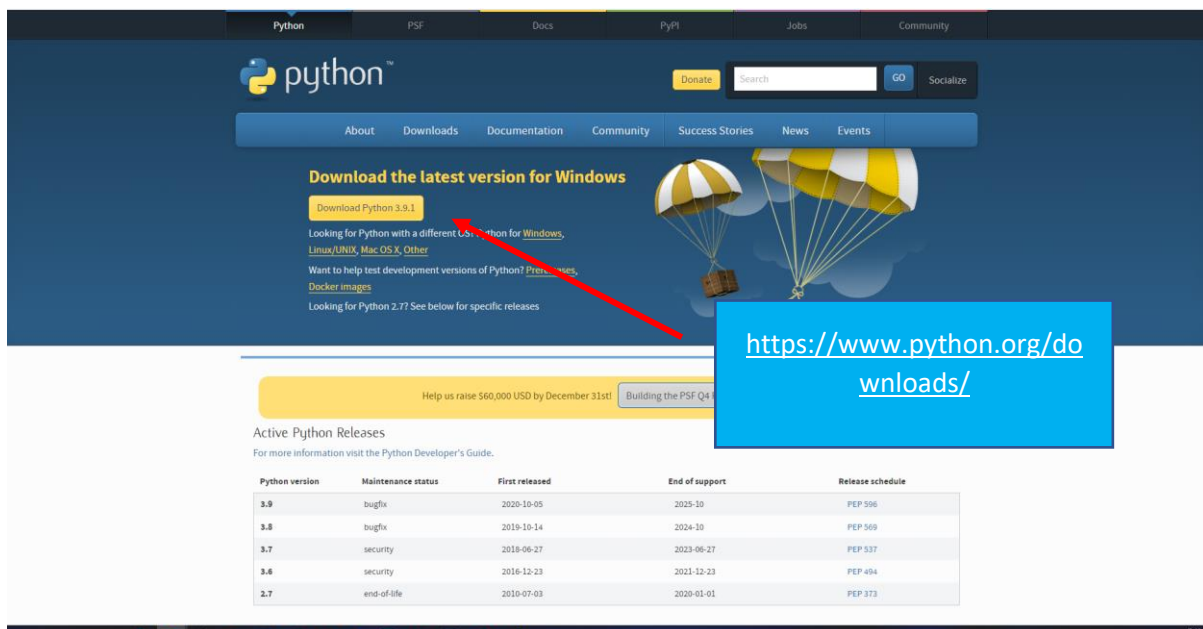 Python PSF Docs PyPI Jobs Community
python™
Donate Search GO Socialize
About Downloads Documentation Community Success Stories News Events
Download the latest version for Windows
Download Python 3.9.1
Looking for Python with a different OS? Python for Windows,
Linux/UNIX, Mac OS X, Other
Want to help test development versions of Python? Prereleases,
Docker images
Looking for Python 2.7? See below for specific releases
https://www.python.org/do
wnloads/
Help us raise $60,000 USD by December 31st! Building the PSF Q4
Active Python Releases
For more information visit the Python Developer's Guide.
Python version Maintenance status First released End of support Release schedule
3.9 bugfix 2020-10-05 2025-10 PEP 596
3.8 bugfix 2019-10-14 2024-10 PEP 569
3.7 security 2018-06-27 2023-06-27 PEP 537
3.6 security 2016-12-23 2021-12-23 PEP 494
2.7 end-of-life 2010-07-03 2020-01-01 PEP 373